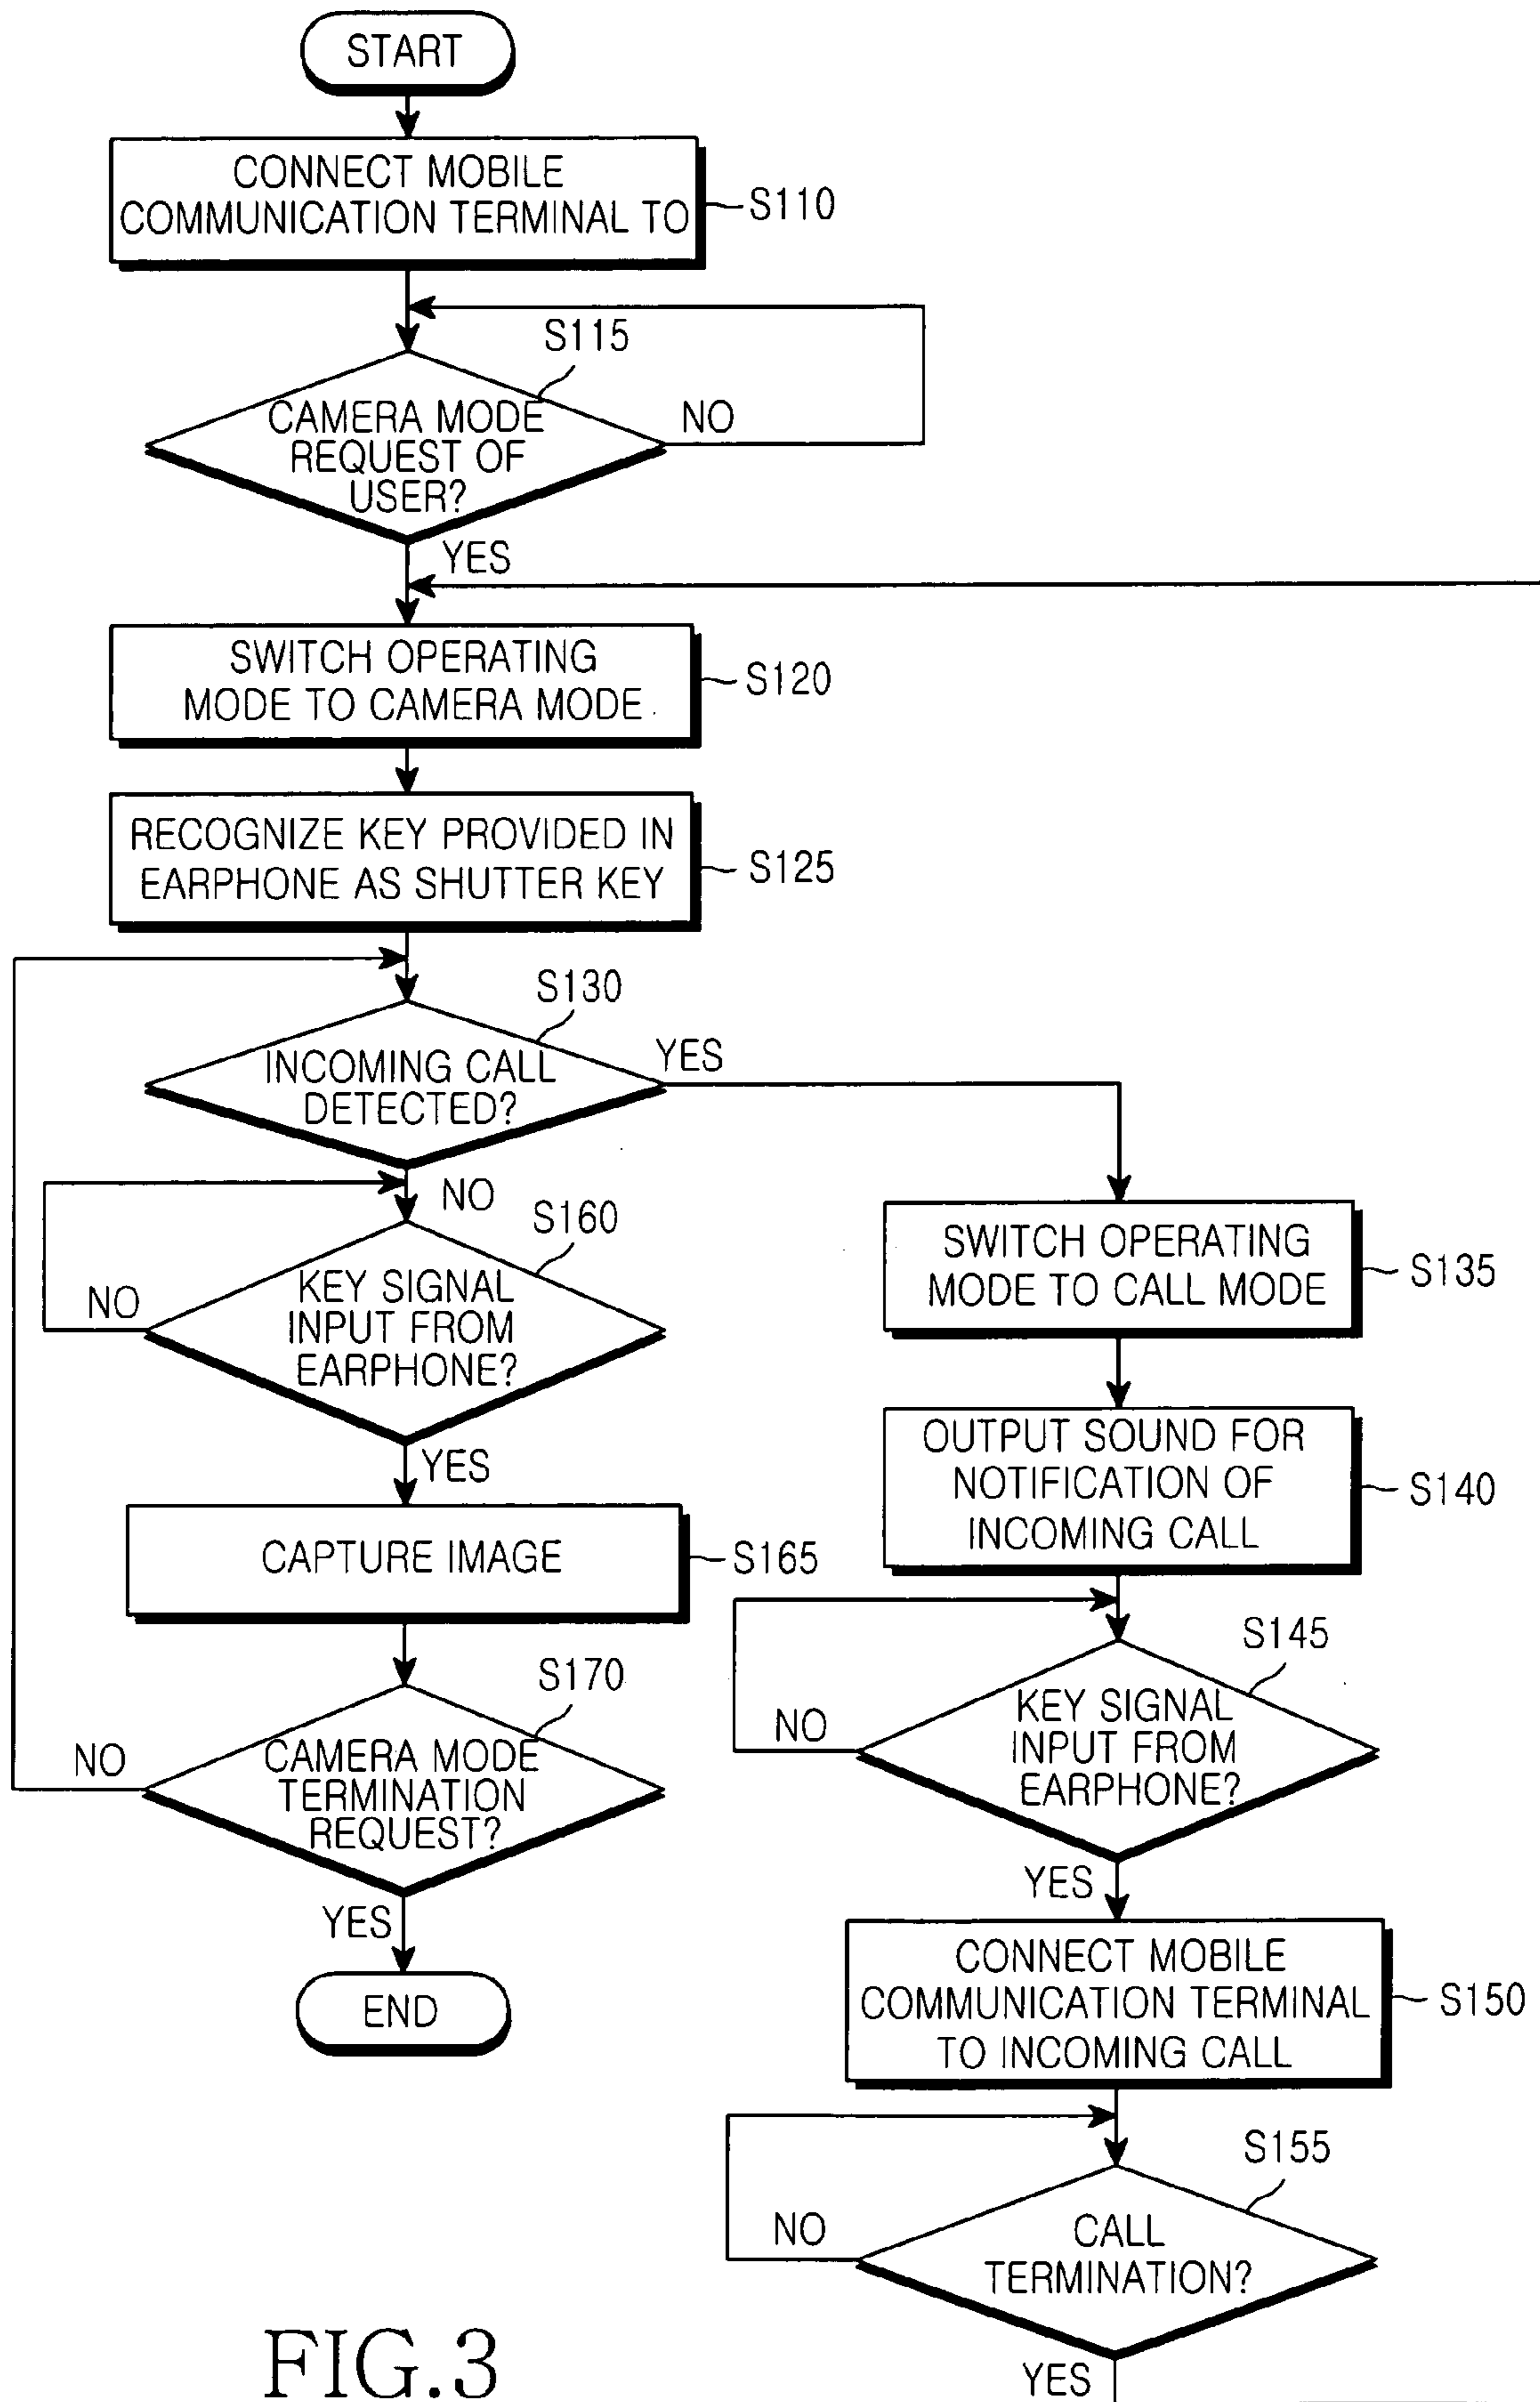 START
CONNECT MOBILE
COMMUNICATION TERMINAL TO
S110
S115
CAMERA MODE
REQUEST OF
USER?
NO
YES
SWITCH OPERATING
MODE TO CAMERA MODE
S120
RECOGNIZE KEY PROVIDED IN
EARPHONE AS SHUTTER KEY
S125
S130
INCOMING CALL
DETECTED?
YES
NO
S160
KEY SIGNAL
INPUT FROM
EARPHONE?
NO
YES
CAPTURE IMAGE
S165
S170
CAMERA MODE
TERMINATION
REQUEST?
NO
YES
END
SWITCH OPERATING
MODE TO CALL MODE
S135
OUTPUT SOUND FOR
NOTIFICATION OF
INCOMING CALL
S140
S145
KEY SIGNAL
INPUT FROM
EARPHONE?
NO
YES
CONNECT MOBILE
COMMUNICATION TERMINAL
TO INCOMING CALL
S150
S155
CALL
TERMINATION?
NO
YES
FIG.3